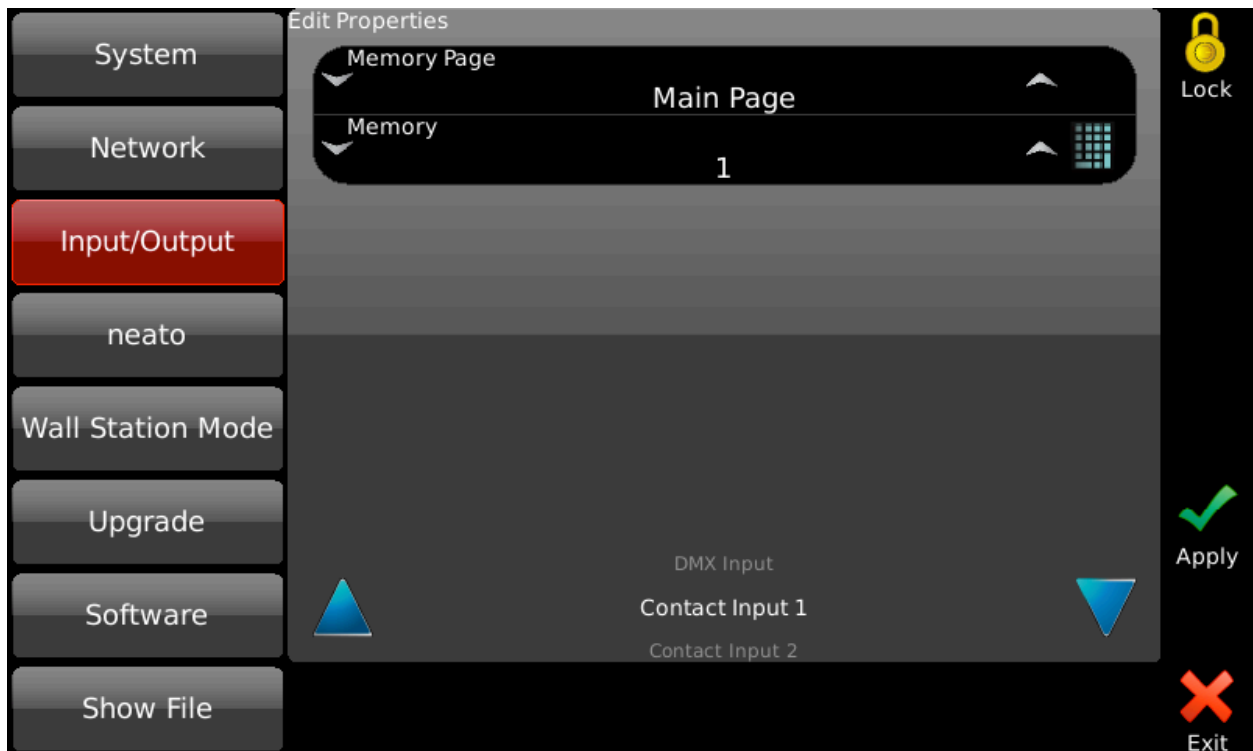 System
Network
Input/Output
neato
Wall Station Mode
Upgrade
Software
Show File
Edit Properties
Memory Page
Main Page
Memory
1
DMX Input
Contact Input 1
Contact Input 2
Lock
Apply
Exit